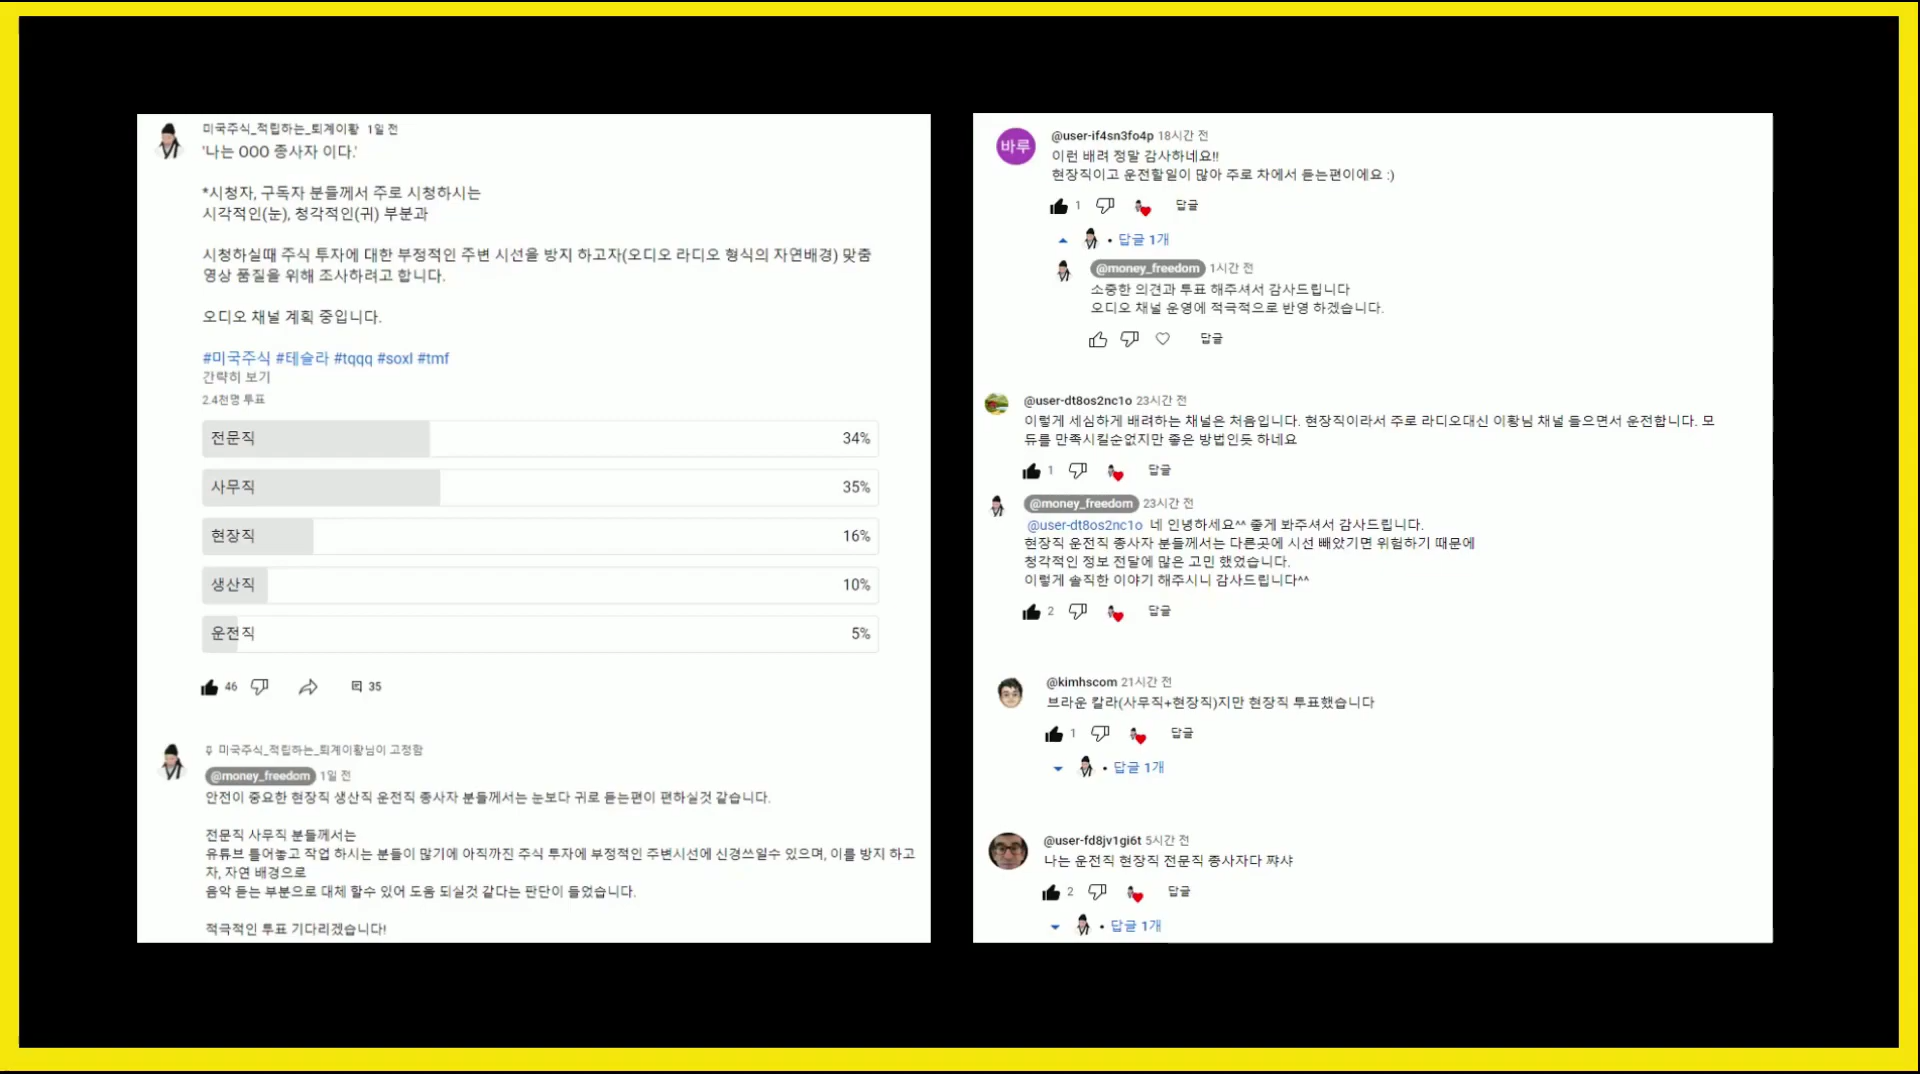 미국주식_적립하는_퇴계이황 1일 전
'나는 OOO 종사자 이다.'
*시청자, 구독자 분들께서 주로 시청하시는
시각적인(눈), 청각적인(귀) 부분과
시청하실때 주식 투자에 대한 부정적인 주변 시선을 방지 하고자(오디오 라디오 형식의 자연배경) 맞춤
영상 품질을 위해 조사하려고 합니다.
오디오 채널 계획 중입니다.
#미국주식 #테슬라 #tqqq #soxl #tmf
간략히 보기
2.4천명 투표
전문직 34%
사무직 35%
현장직 16%
생산직 10%
운전직 5%
46 35
미국주식_적립하는_퇴계이황님이 고정함
@money_freedom 1일 전
안전이 중요한 현장직 생산직 운전직 종사자 분들께서는 눈보다 귀로 듣는편이 편하실것 같습니다.
전문직 사무직 분들께서는
유튜브 틀어놓고 작업 하시는 분들이 많기에 아직까진 주식 투자에 부정적인 주변시선에 신경쓰일수 있으며, 이를 방지 하고
자, 자연 배경으로
음악 듣는 부분으로 대체 할수 있어 도움 되실것 같다는 판단이 들었습니다.
적극적인 투표 기다리겠습니다!
바루
@user-if4sn3fo4p 18시간 전
이런 배려 정말 감사하네요!!
현장직이고 운전할일이 많아 주로 차에서 듣는편이에요 :)
1 답글
• 답글 1개
@money_freedom 1시간 전
소중한 의견과 투표 해주셔서 감사드립니다
오디오 채널 운영에 적극적으로 반영 하겠습니다.
답글
@user-dt8os2nc1o 23시간 전
이렇게 세심하게 배려하는 채널은 처음입니다. 현장직이라서 주로 라디오대신 이황님 채널 들으면서 운전합니다. 모
듀를 만족시킬순없지만 좋은 방법인듯 하네요
1 답글
@money_freedom 23시간 전
@user-dt8os2nc1o 네 인녕하세요^^ 좋게 봐주셔서 감사드립니다.
현장직 운전직 종사자 분들께서는 다른곳에 시선 빼았기면 위험하기 때문에
청각적인 정보 전달에 많은 고민 했었습니다.
이렇게 솔직한 이야기 해주시니 감사드립니다^^
2 답글
@kimhscom 21시간 전
브라운 칼라(사무직+현장직)지만 현장직 투표했습니다
1 답글
• 답글 1개
@user-fd8jv1gi6t 5시간 전
나는 운전직 현장직 전문직 종사자다 쨔샤
2 답글
• 답글 1개